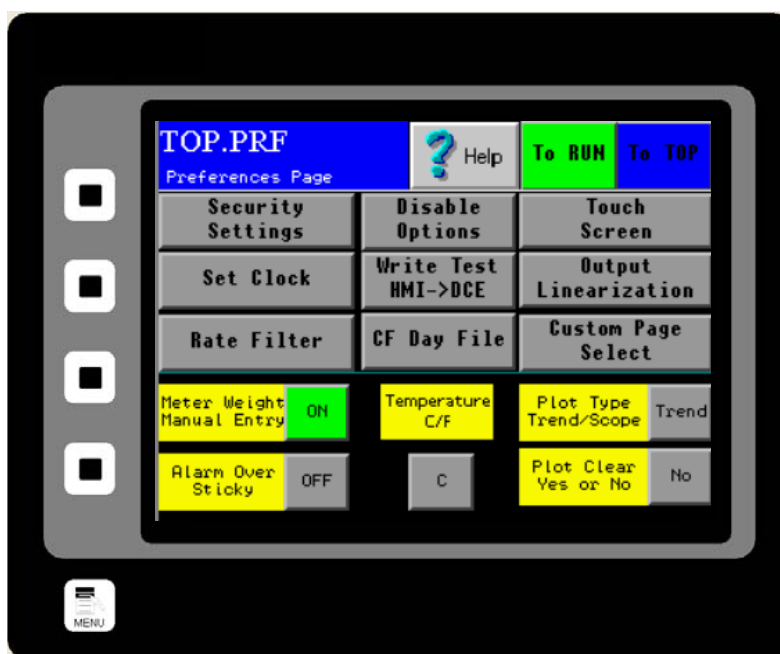 TOP.PRF
Preferences Page
Help
To RUN
To TOP
Security
Settings
Disable
Options
Touch
Screen
Set Clock
Write Test
HMI->DCE
Output
Linearization
Rate Filter
CF Day File
Custom Page
Select
Meter Weight
Manual Entry
ON
Temperature
C/F
Plot Type
Trend/Scope
Trend
Alarm Over
Sticky
OFF
C
Plot Clear
Yes or No
No
MENU